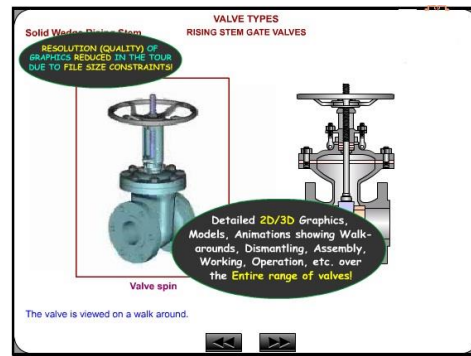 VALVE TYPES
Solid Wedge Rising Stem
RISING STEM GATE VALVES
RESOLUTION (QUALITY) OF
GRAPHICS REDUCED IN THE TOUR
DUE TO FILE SIZE CONSTRAINTS!
Detailed 2D/3D Graphics,
Models, Animations showing Walk-
arounds, Dismantling, Assembly,
Working, Operation, etc. over
the Entire range of valves!
Valve spin
The valve is viewed on a walk around.